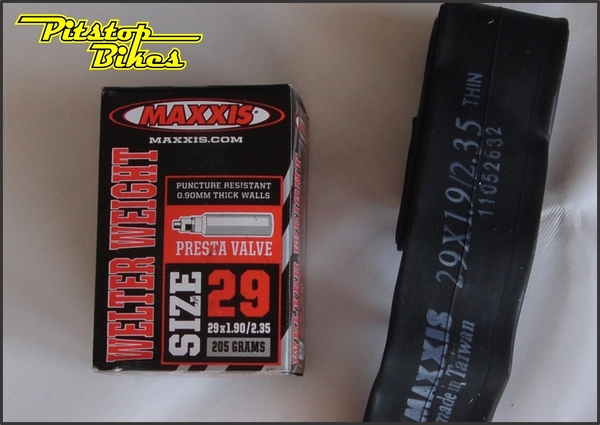 Pitstop
Bikes
MAXXIS
MAXXIS.COM
WELTER WEIGHT
PUNCTURE RESISTANT
0.90MM THICK WALLS
PRESTA VALVE
SIZE 29
29x1.90/2.35
205 GRAMS
MAXXIS 29X1.9/2.35 THIN
made in Taiwan 11052632